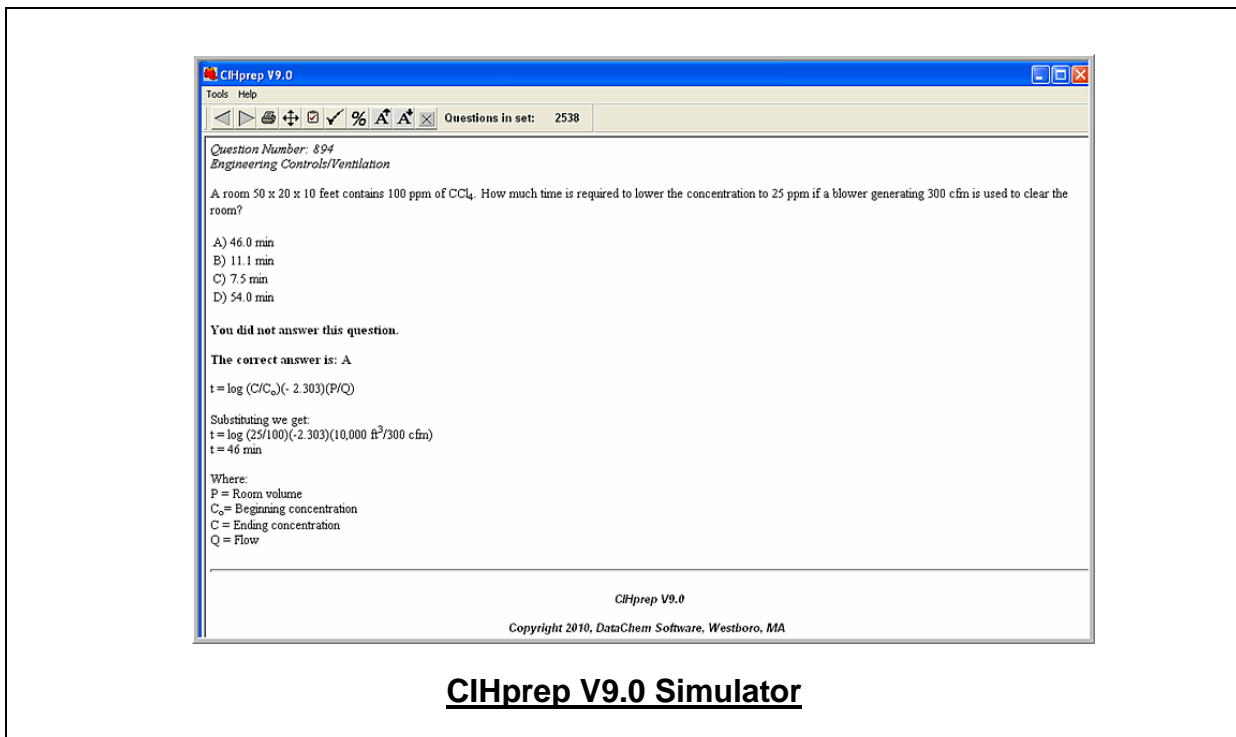 CIHprep V9.0
Tools Help
Questions in set: 2538
Question Number: 894
Engineering Controls/Ventilation
A room 50 x 20 x 10 feet contains 100 ppm of CCl₄. How much time is required to lower the concentration to 25 ppm if a blower generating 300 cfm is used to clear the
room?
A) 46.0 min
B) 11.1 min
C) 7.5 min
D) 54.0 min
You did not answer this question.
The correct answer is: A
t = log (C/Cₒ)(- 2.303)(P/Q)
Substituting we get:
t = log (25/100)(-2.303)(10,000 ft³/300 cfm)
t = 46 min
Where:
P = Room volume
Cₒ= Beginning concentration
C = Ending concentration
Q = Flow
CIHprep V9.0
Copyright 2010, DataChem Software, Westboro, MA
CIHprep V9.0 Simulator